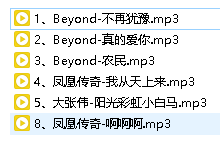 1、Beyond-不再犹豫.mp3
2、Beyond-真的爱你.mp3
3、Beyond-农民.mp3
4、凤凰传奇-我从天上来.mp3
5、大张伟-阳光彩虹小白马.mp3
8、凤凰传奇-啊啊啊.mp3